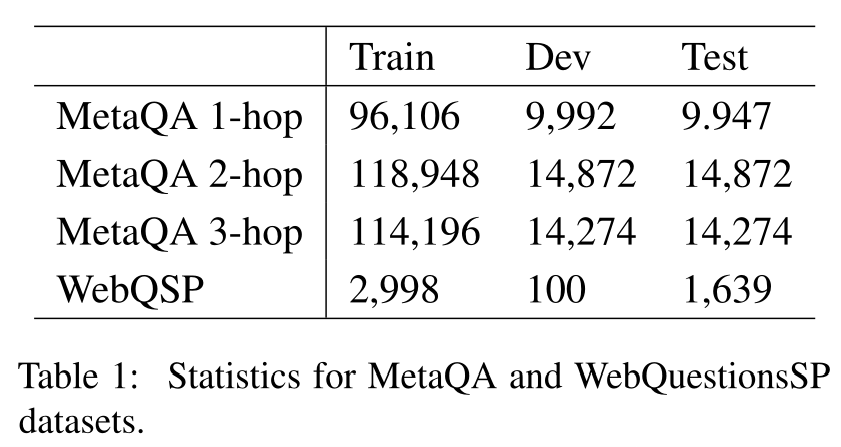 Train Dev Test
MetaQA 1-hop 96,106 9,992 9.947
MetaQA 2-hop 118,948 14,872 14,872
MetaQA 3-hop 114,196 14,274 14,274
WebQSP 2,998 100 1,639
Table 1: Statistics for MetaQA and WebQuestionsSP
datasets.